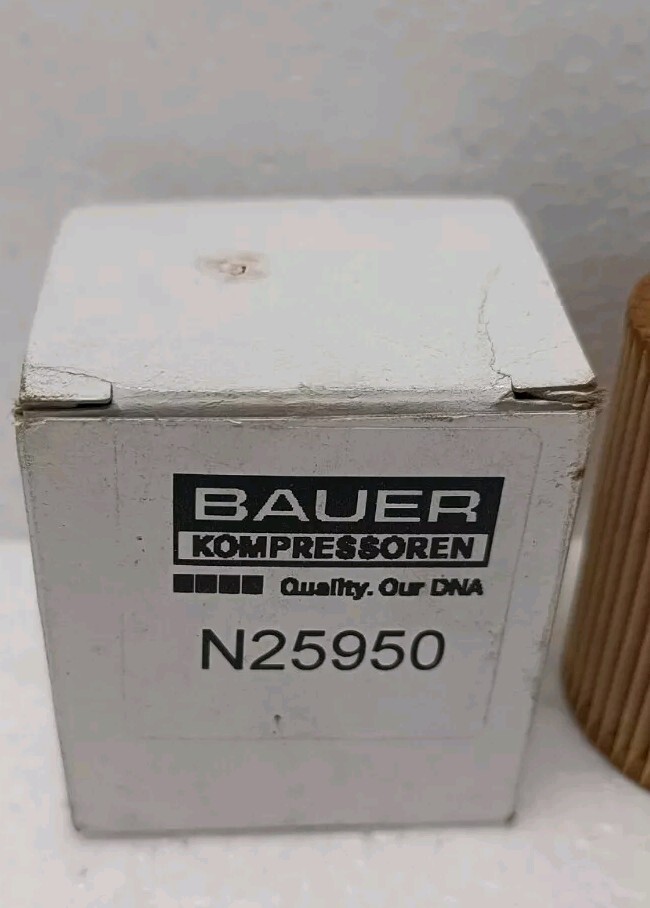 BAUER
KOMPRESSOREN
Quality. Our DNA
N25950